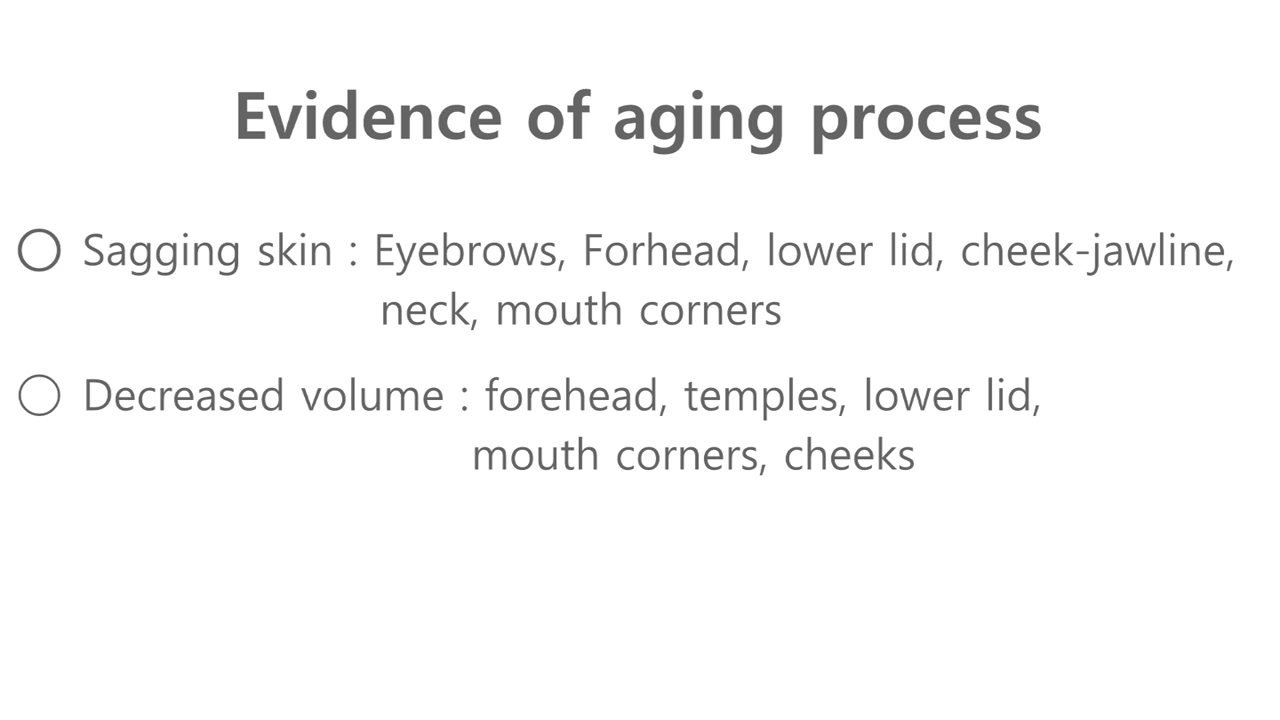 Evidence of aging process
○ Sagging skin : Eyebrows, Forhead, lower lid, cheek-jawline,
neck, mouth corners
○ Decreased volume : forehead, temples, lower lid,
mouth corners, cheeks